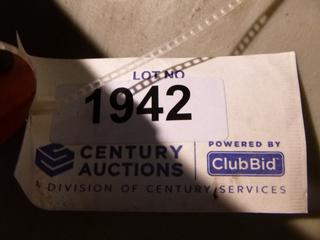 LOT NO
1942
CENTURY
AUCTIONS
POWERED BY
ClubBid
DIVISION OF CENTURY SERVICES